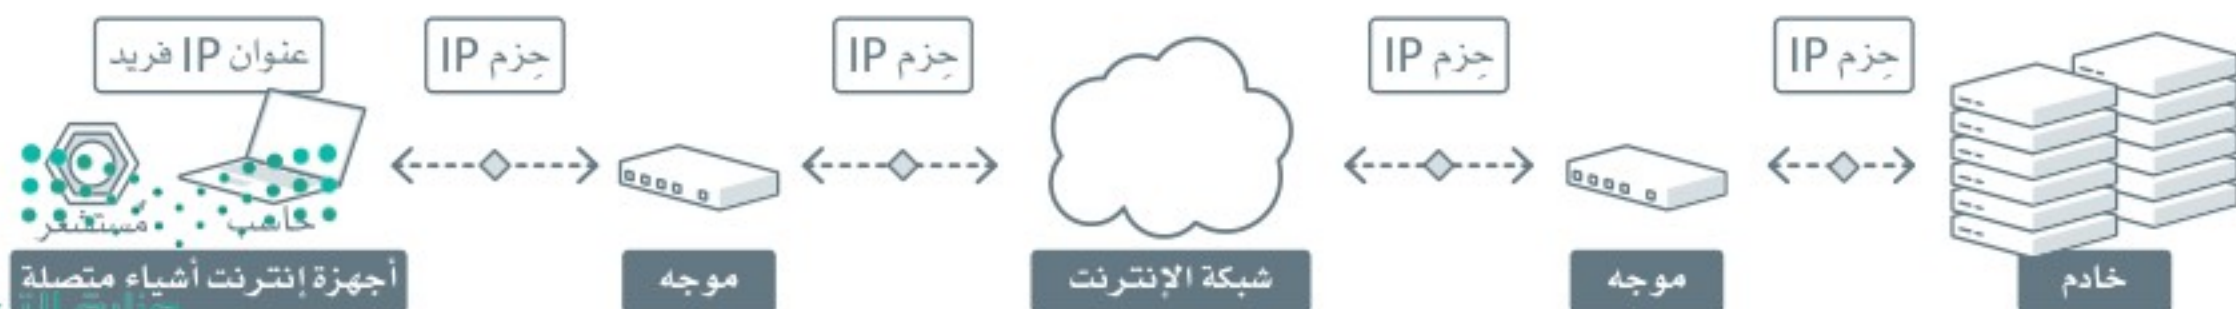 عنوان IP فريد
حِزم IP
حِزم IP
حِزم IP
حِزم IP
مُستشعر
حاسب
أجهزة إنترنت أشياء متصلة
موجه
شبكة الإنترنت
موجه
خادم